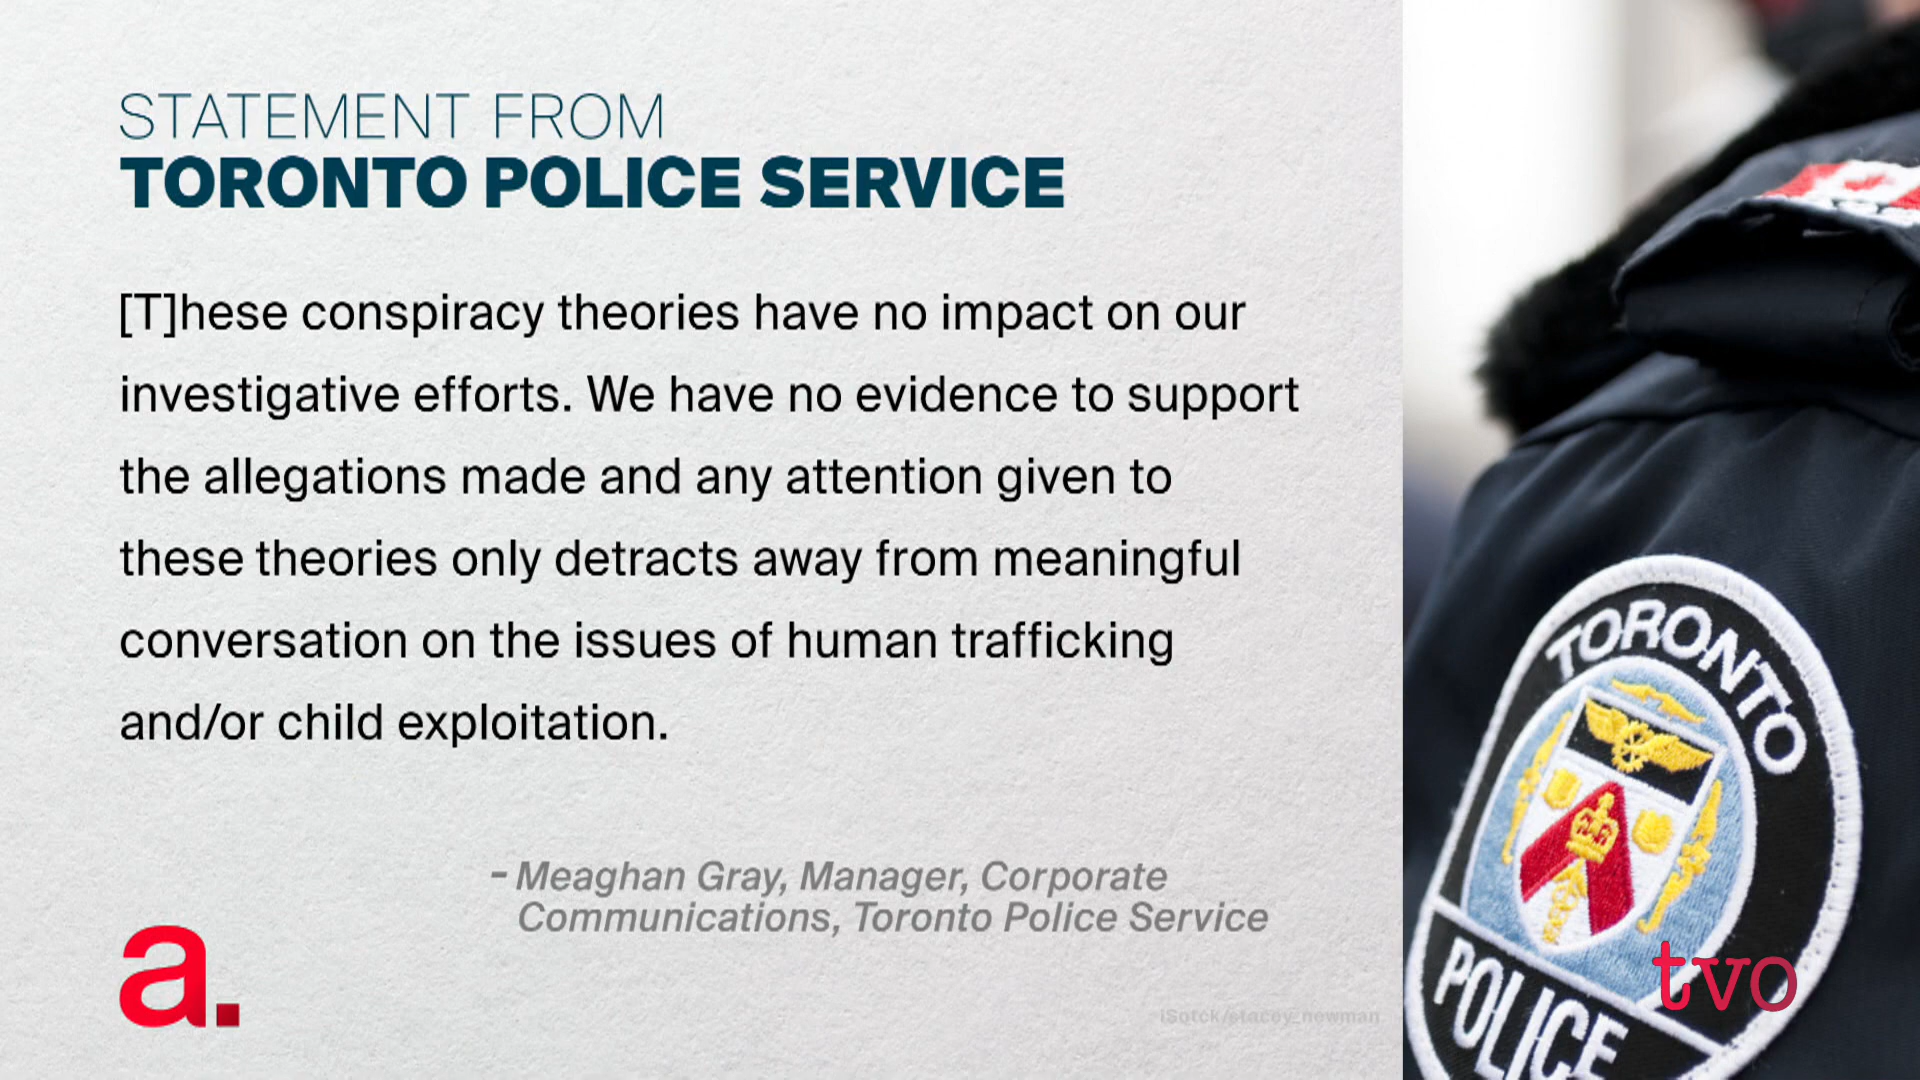 STATEMENT FROM
TORONTO POLICE SERVICE
[T]hese conspiracy theories have no impact on our
investigative efforts. We have no evidence to support
the allegations made and any attention given to
these theories only detracts away from meaningful
conversation on the issues of human trafficking
and/or child exploitation.
- Meaghan Gray, Manager, Corporate
Communications, Toronto Police Service
a.
iSotck/stacey_newman
TORONTO
POLICE
tvo